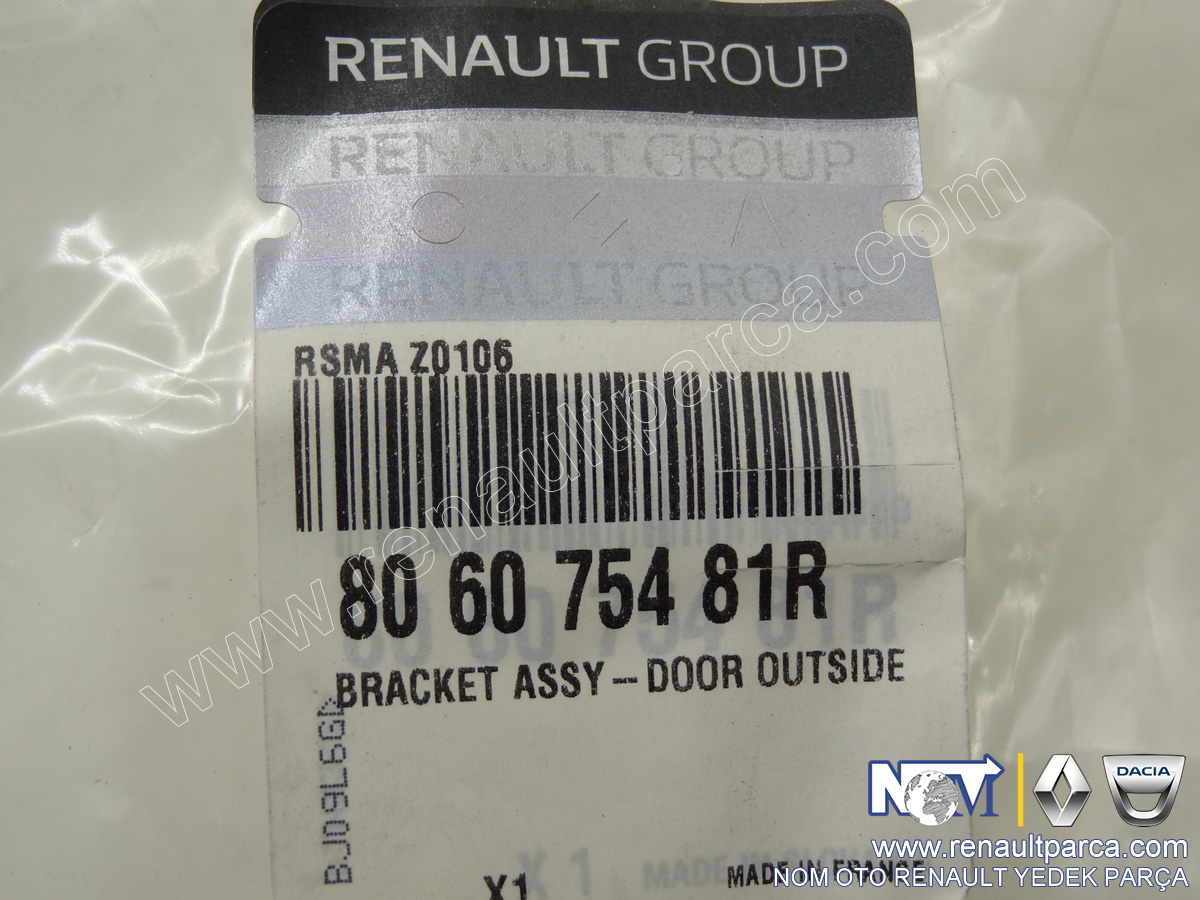 RENAULT GROUP
RENAULT GROUP
RENAULT GROUP
RSMA Z0106
80 60 754 81R
BRACKET ASSY-DOOR OUTSIDE
X1
MADE IN FRANCE
www.renaultparca.com
NOM
DACIA
www.renaultparca.com
NOM OTO RENAULT YEDEK PARÇA